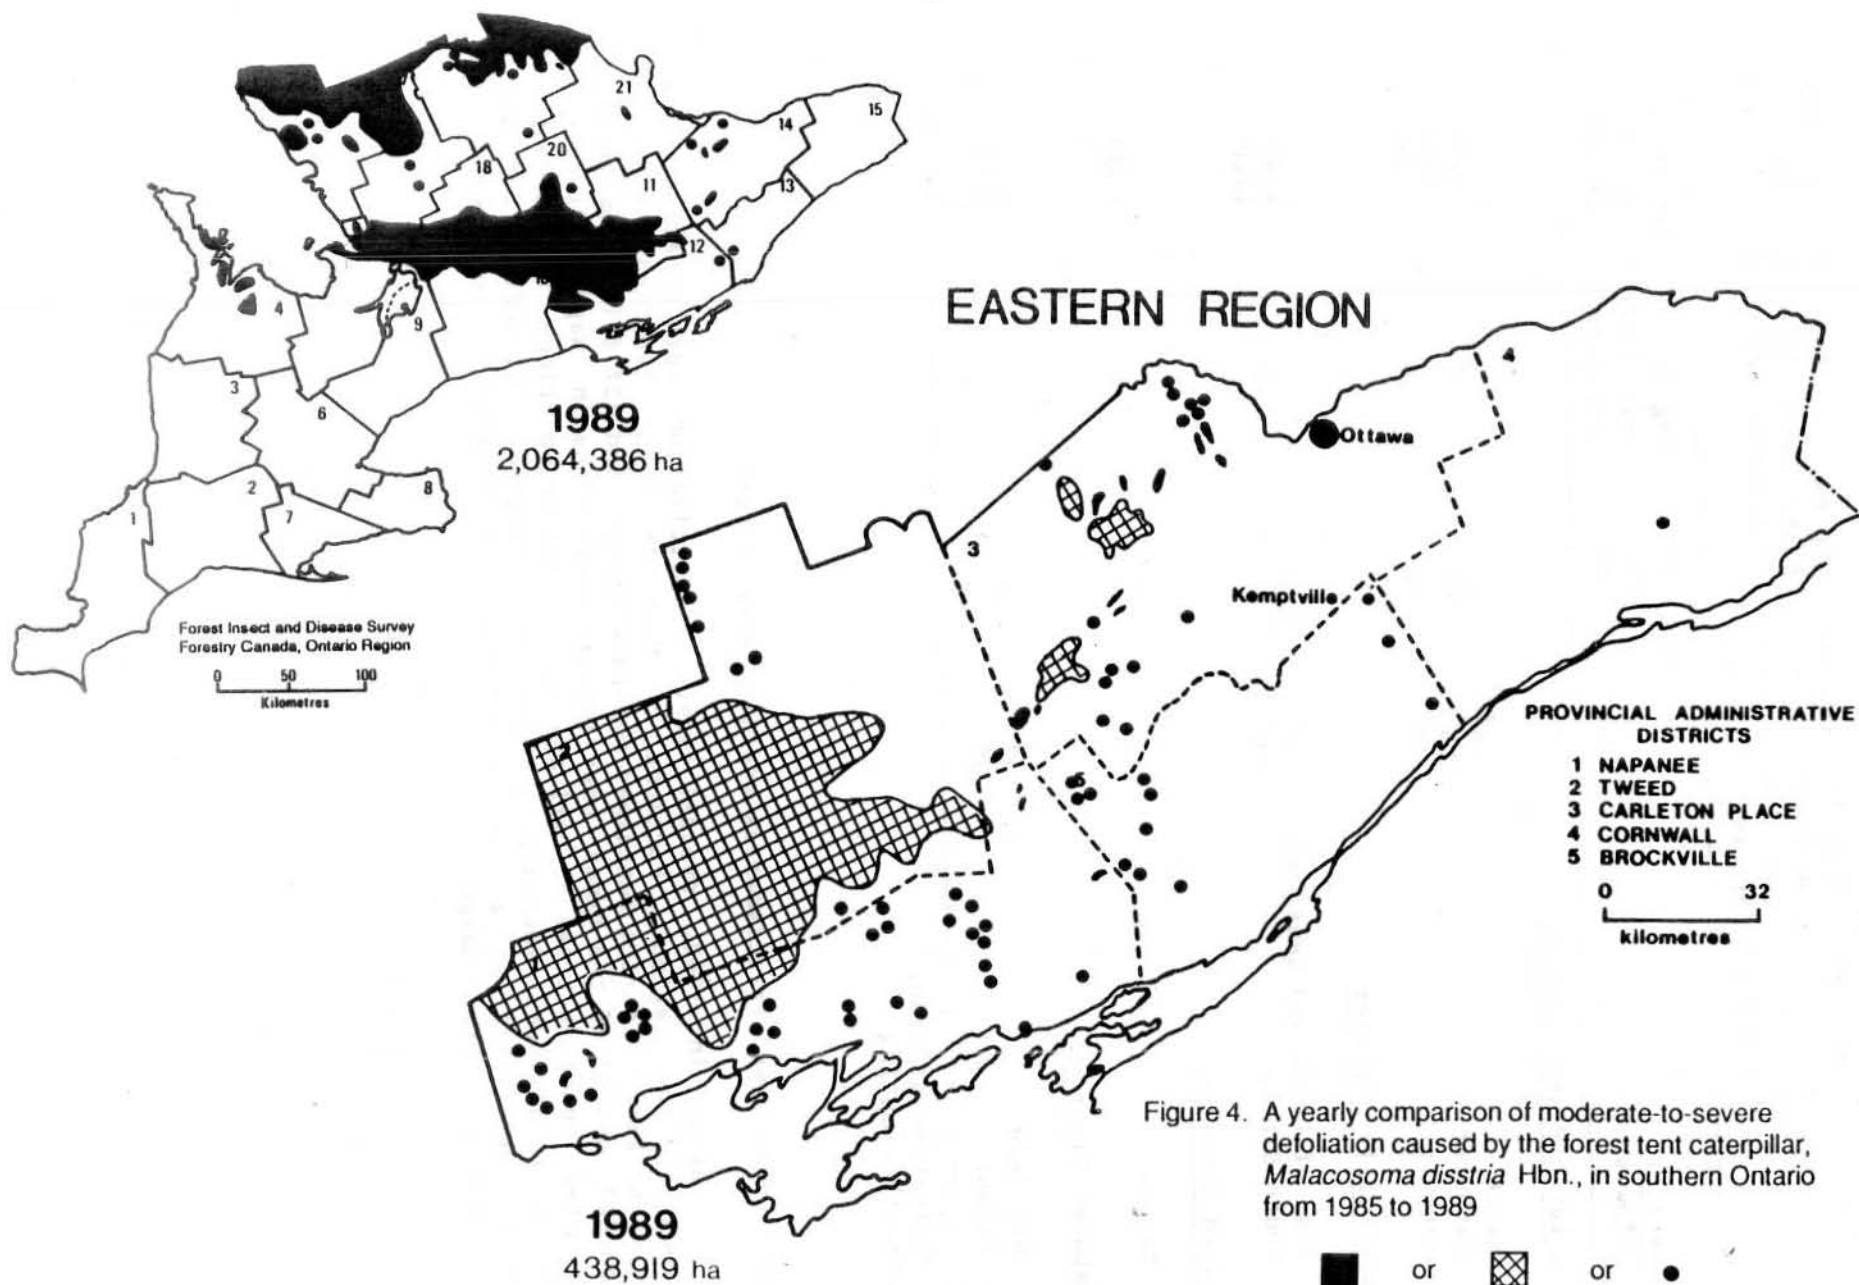 21
15
14
20
18
11
13
12
4
9
3
6
2
8
1
7
1989
2,064,386 ha
Forest Insect and Disease Survey
Forestry Canada, Ontario Region
0 50 100
Kilometres
EASTERN REGION
4
Ottawa
3
Kemptville
2
5
1
PROVINCIAL ADMINISTRATIVE
DISTRICTS
1 NAPANEE
2 TWEED
3 CARLETON PLACE
4 CORNWALL
5 BROCKVILLE
0 32
kilometres
1989
438,919 ha
Figure 4. A yearly comparison of moderate-to-severe
defoliation caused by the forest tent caterpillar,
Malacosoma disstria Hbn., in southern Ontario
from 1985 to 1989
or or